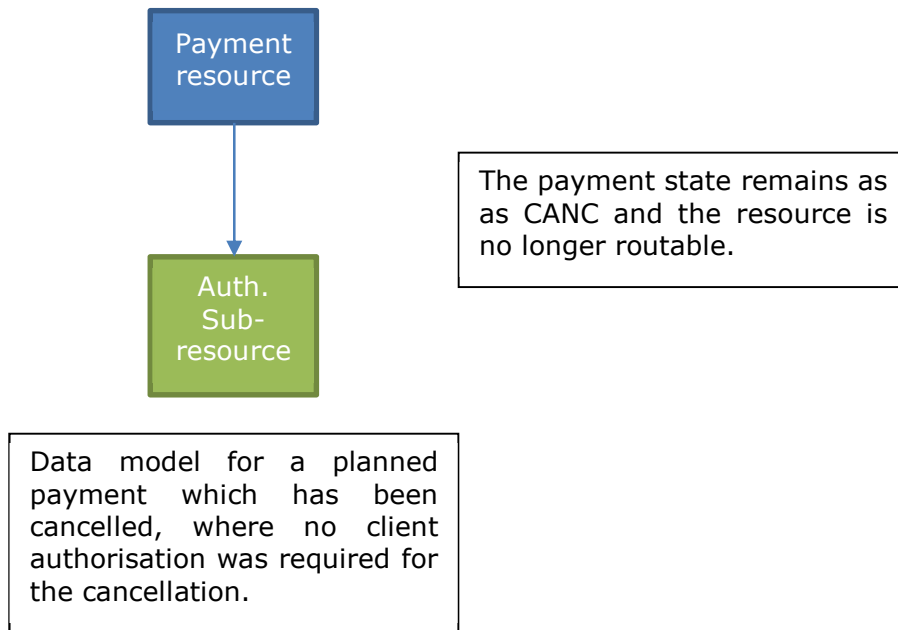 Payment
resource
The payment state remains as
as CANC and the resource is
no longer routable.
Auth.
Sub-
resource
Data model for a planned
payment which has been
cancelled, where no client
authorisation was required for
the cancellation.